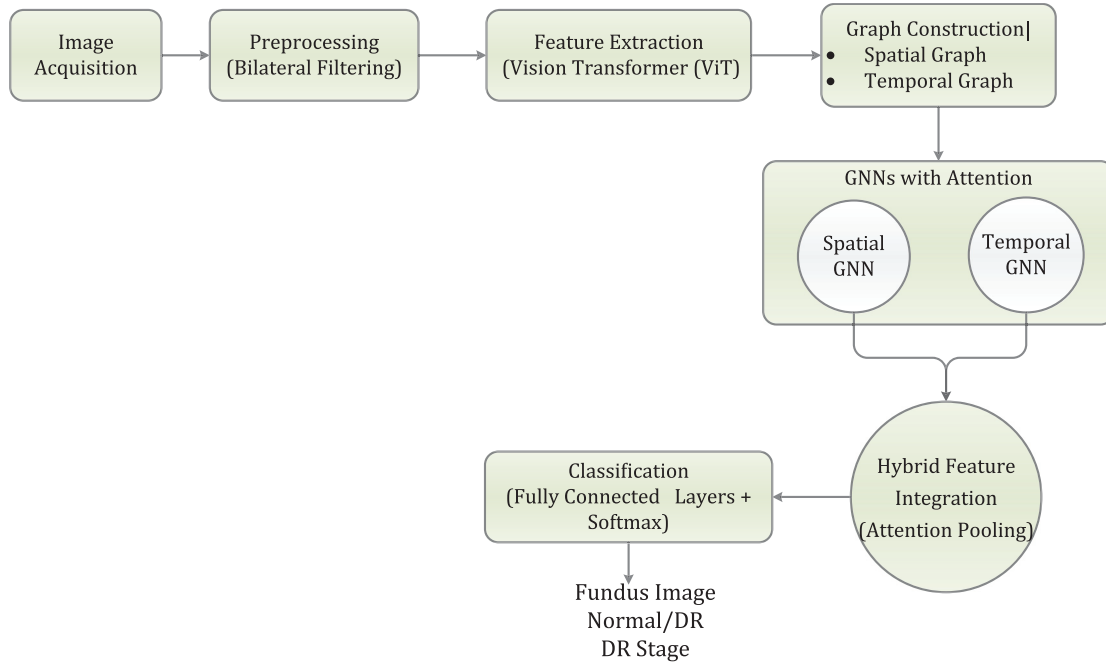 Image
Acquisition
Preprocessing
(Bilateral Filtering)
Feature Extraction
(Vision Transformer (ViT)
Graph Construction|
• Spatial Graph
• Temporal Graph
GNNs with Attention
Spatial
GNN
Temporal
GNN
Hybrid Feature
Integration
(Attention Pooling)
Classification
(Fully Connected Layers +
Softmax)
Fundus Image
Normal/DR
DR Stage